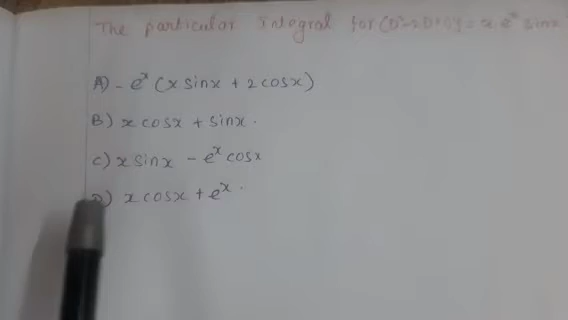 The particular Integral for (D²-2D+1)y = x eˣ sinx
A) - eˣ (x sinx + 2 cosx)
B) x cosx + sinx.
C) x sinx - eˣ cosx
D) x cosx + eˣ.